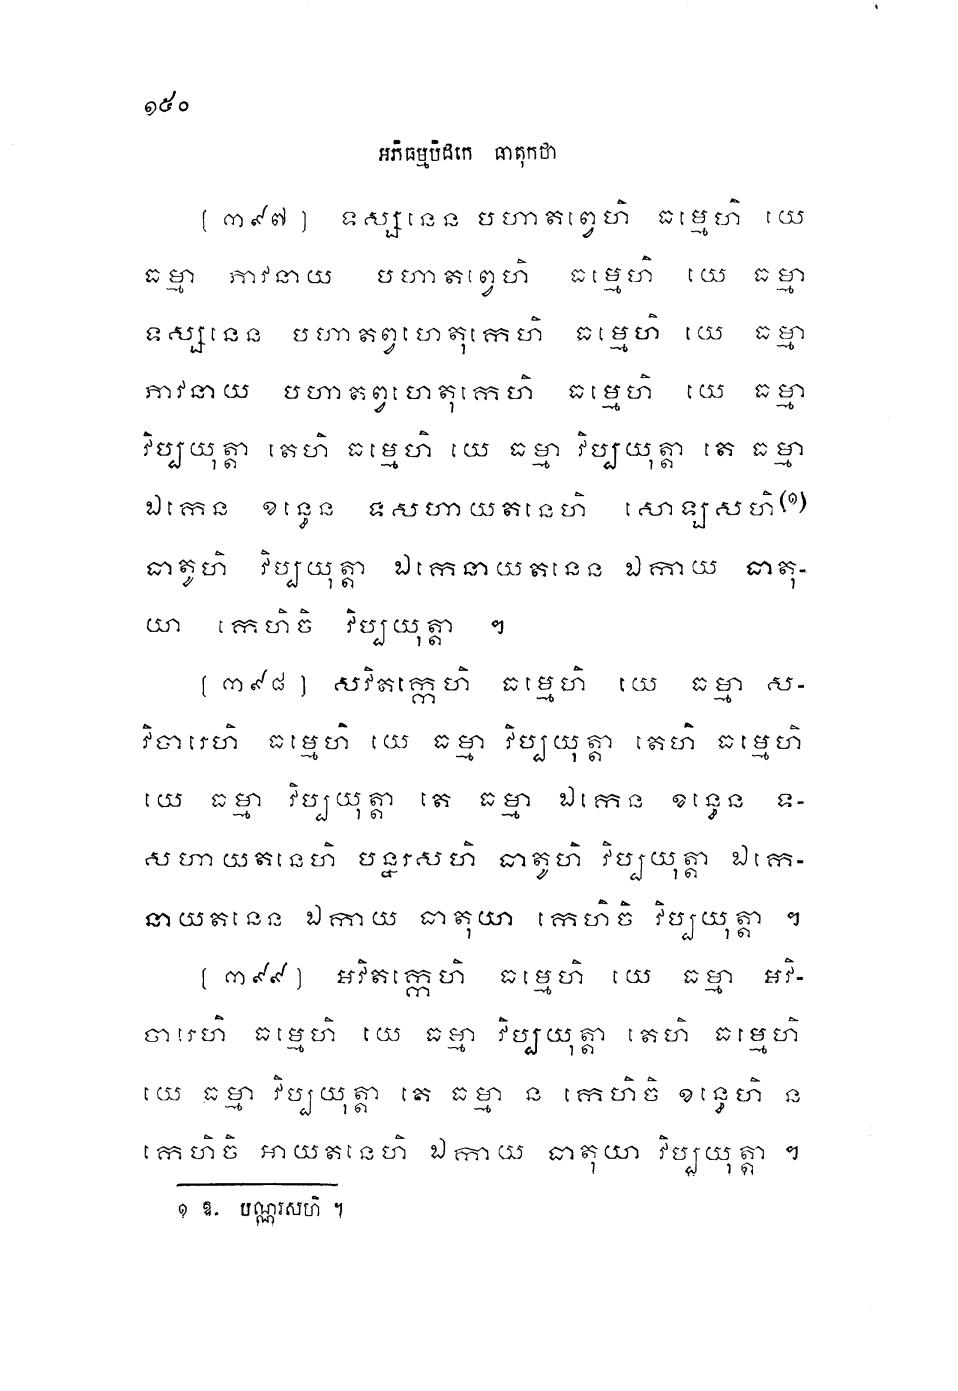 ១៥០
អភិធម្មបិដកេ ធាតុកថា
[៣៩៧] ទស្សនេន បហាតព្វេហិ ធម្មេហិ យេ
ធម្មា ភាវនាយ បហាតព្វេហិ ធម្មេហិ យេ ធម្មា
ទស្សនេន បហាតព្វហេតុកេហិ ធម្មេហិ យេ ធម្មា
ភាវនាយ បហាតព្វហេតុកេហិ ធម្មេហិ យេ ធម្មា
វិប្បយុត្តា តេហិ ធម្មេហិ យេ ធម្មា វិប្បយុត្តា តេ ធម្មា
ឯកេន ខន្ធេន ទសហាយតនេហិ សោឡសហិ(១)
ធាតូហិ វិប្បយុត្តា ឯកេនាយតនេន ឯកាយ ធាតុ-
យា កេហិចិ វិប្បយុត្តា ។
[៣៩៨] សវិតក្កេហិ ធម្មេហិ យេ ធម្មា ស-
វិចារេហិ ធម្មេហិ យេ ធម្មា វិប្បយុត្តា តេហិ ធម្មេហិ
យេ ធម្មា វិប្បយុត្តា តេ ធម្មា ឯកេន ខន្ធេន ទ-
សហាយតនេហិ បន្នរសហិ ធាតូហិ វិប្បយុត្តា ឯកេ-
នាយតនេន ឯកាយ ធាតុយា កេហិចិ វិប្បយុត្តា ។
[៣៩៩] អវិតក្កេហិ ធម្មេហិ យេ ធម្មា អវិ-
ចារេហិ ធម្មេហិ យេ ធម្មា វិប្បយុត្តា តេហិ ធម្មេហិ
យេ ធម្មា វិប្បយុត្តា តេ ធម្មា ន កេហិចិ ខន្ធេហិ ន
កេហិចិ អាយតនេហិ ឯកាយ ធាតុយា វិប្បយុត្តា ។
១ ឱ. បណ្ណរសហិ ។